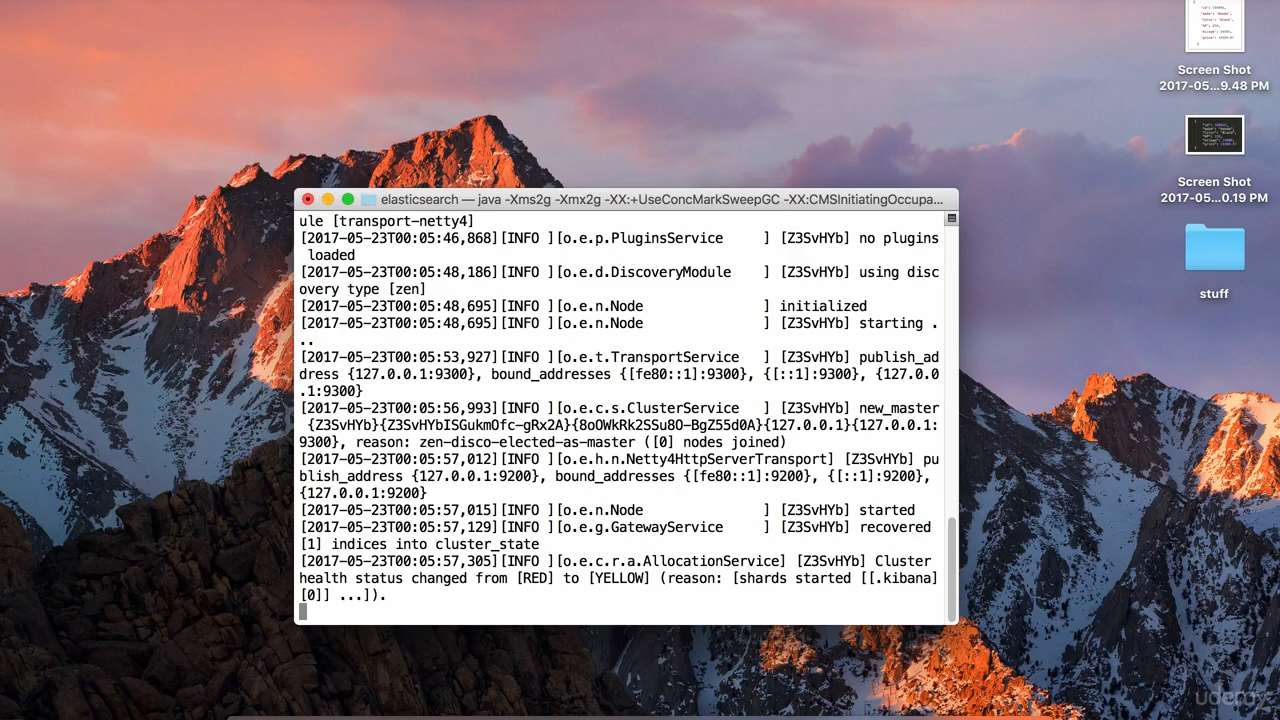 Screen Shot
2017-05...9.48 PM
Screen Shot
2017-05...0.19 PM
stuff
elasticsearch — java -Xms2g -Xmx2g -XX:+UseConcMarkSweepGC -XX:CMSInitiatingOccupa...
ule [transport-netty4]
[2017-05-23T00:05:46,868][INFO ][o.e.p.PluginsService     ] [Z3SvHYb] no plugins
 loaded
[2017-05-23T00:05:48,186][INFO ][o.e.d.DiscoveryModule    ] [Z3SvHYb] using disc
overy type [zen]
[2017-05-23T00:05:48,695][INFO ][o.e.n.Node               ] initialized
[2017-05-23T00:05:48,695][INFO ][o.e.n.Node               ] [Z3SvHYb] starting .
..
[2017-05-23T00:05:53,927][INFO ][o.e.t.TransportService   ] [Z3SvHYb] publish_ad
dress {127.0.0.1:9300}, bound_addresses {[fe80::1]:9300}, {[::1]:9300}, {127.0.0
.1:9300}
[2017-05-23T00:05:56,993][INFO ][o.e.c.s.ClusterService   ] [Z3SvHYb] new_master
 {Z3SvHYb}{Z3SvHYbISGukmOfc-gRx2A}{8oOWkRk2SSu8O-BgZ55d0A}{127.0.0.1}{127.0.0.1:
9300}, reason: zen-disco-elected-as-master ([0] nodes joined)
[2017-05-23T00:05:57,012][INFO ][o.e.h.n.Netty4HttpServerTransport] [Z3SvHYb] pu
blish_address {127.0.0.1:9200}, bound_addresses {[fe80::1]:9200}, {[::1]:9200},
{127.0.0.1:9200}
[2017-05-23T00:05:57,015][INFO ][o.e.n.Node               ] [Z3SvHYb] started
[2017-05-23T00:05:57,129][INFO ][o.e.g.GatewayService     ] [Z3SvHYb] recovered
[1] indices into cluster_state
[2017-05-23T00:05:57,305][INFO ][o.e.c.r.a.AllocationService] [Z3SvHYb] Cluster
health status changed from [RED] to [YELLOW] (reason: [shards started [[.kibana]
[0]] ...]).
udemy